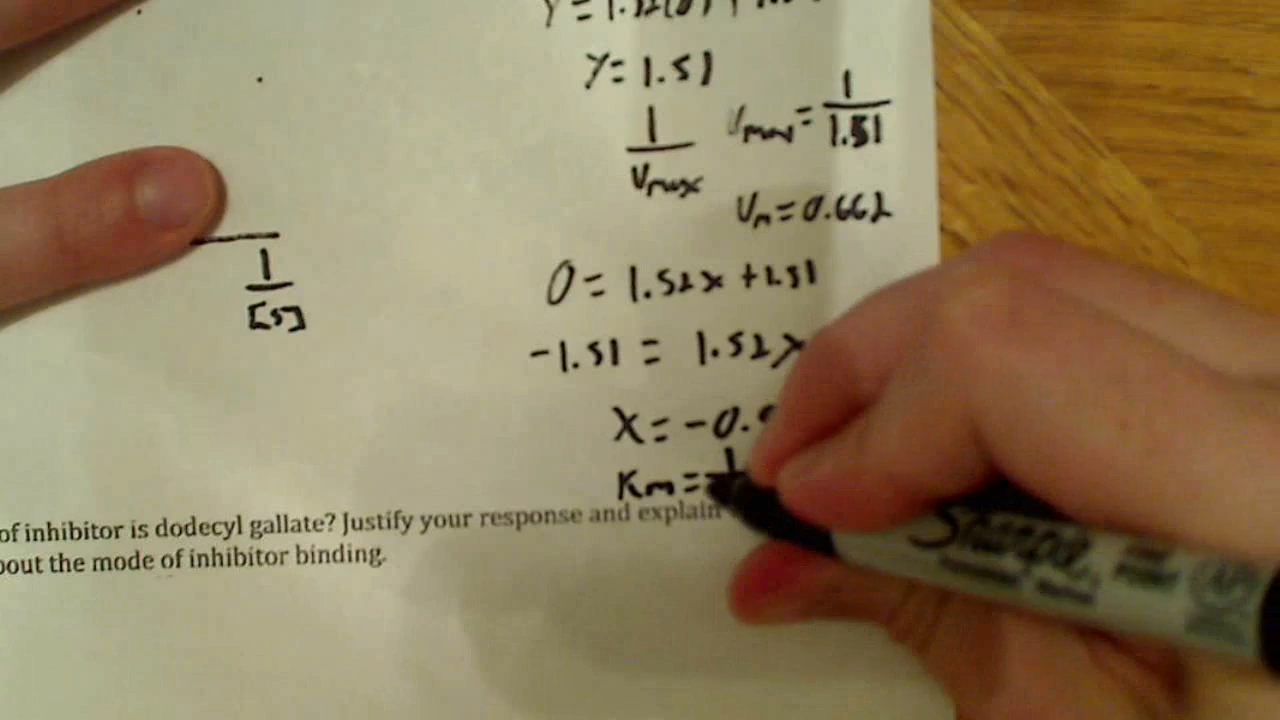 Y = 1.51
1
Vmax
Vmax = 1
1.51
Vm = 0.662
0 = 1.52x + 1.51
-1.51 = 1.52x
X = -0.
Km = 1
1
[S]
of inhibitor is dodecyl gallate? Justify your response and explain
bout the mode of inhibitor binding.
Sharpie